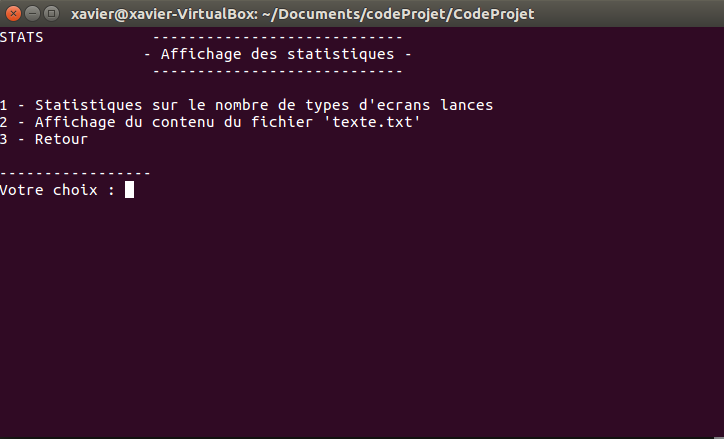 xavier@xavier-VirtualBox: ~/Documents/codeProjet/CodeProjet
STATS            ----------------------------
                - Affichage des statistiques -
                 ----------------------------
1 - Statistiques sur le nombre de types d'ecrans lances
2 - Affichage du contenu du fichier 'texte.txt'
3 - Retour
-----------------
Votre choix :